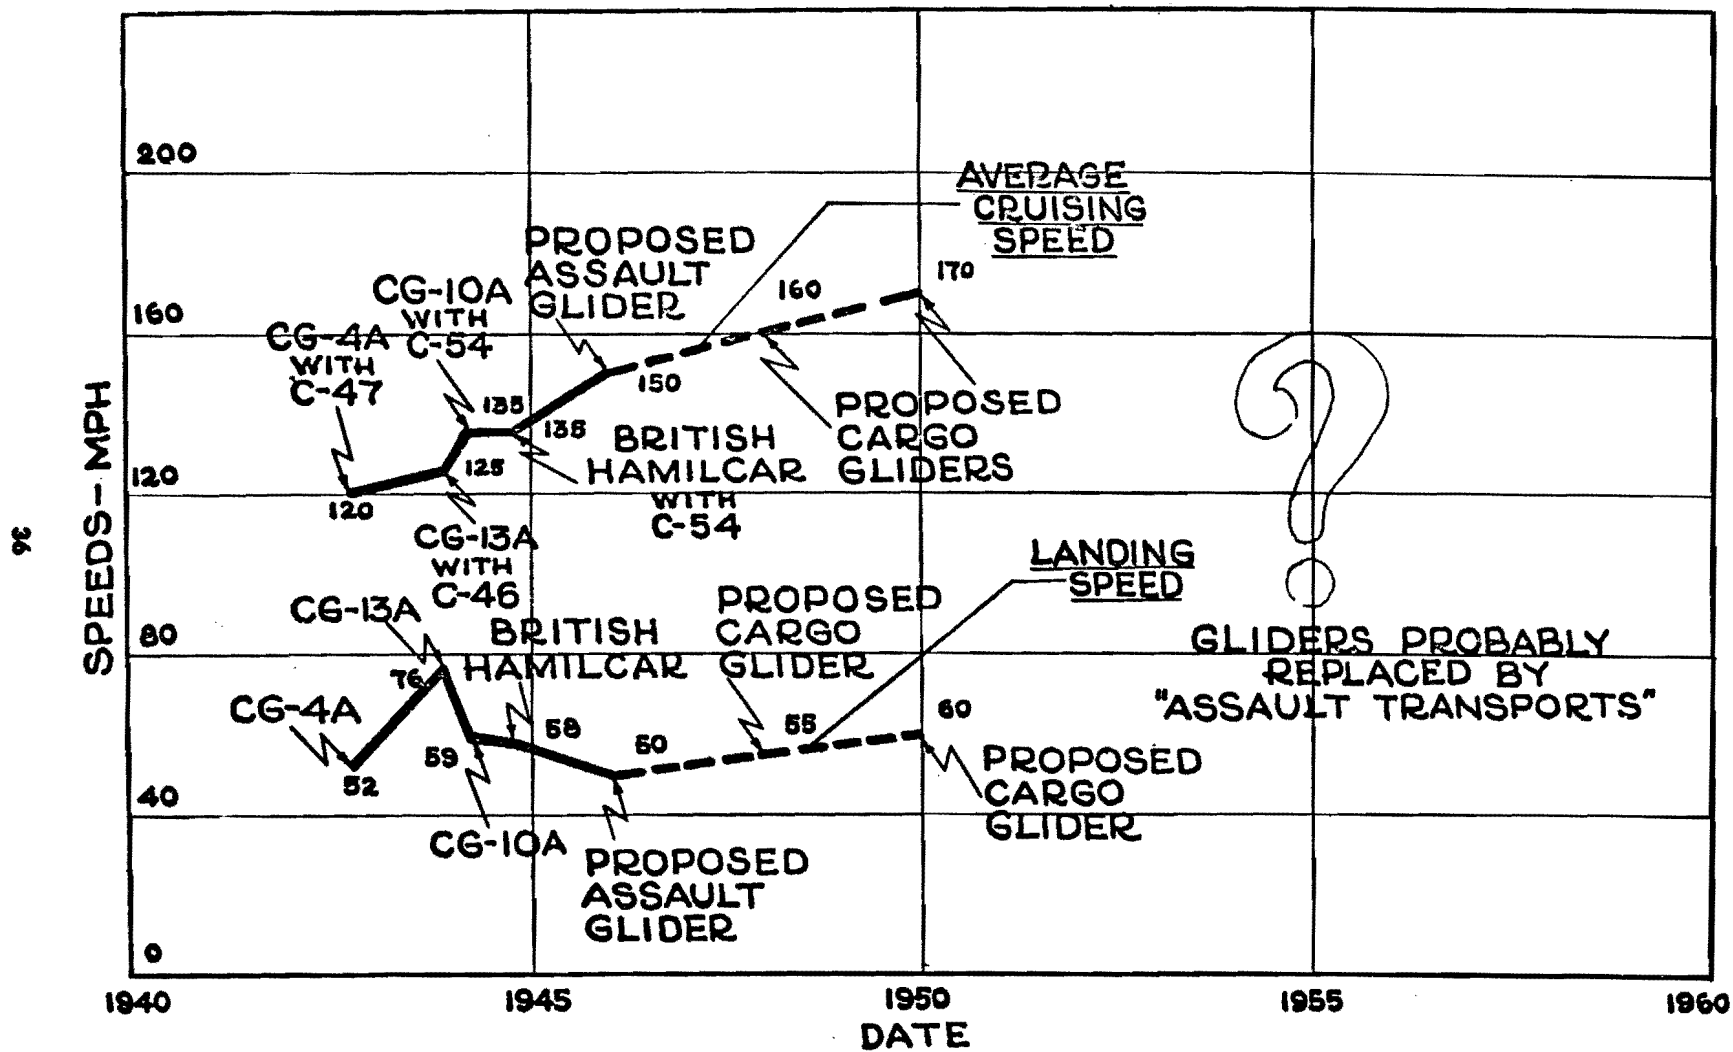 200
160
120
80
40
0
SPEEDS-MPH
36
1940
1945
1950
1955
1960
DATE
AVERAGE
CRUISING
SPEED
PROPOSED
ASSAULT
GLIDER
CG-10A
WITH
C-54
CG-4A
WITH
C-47
120
125
135
135
150
160
170
CG-13A
WITH
C-46
BRITISH
HAMILCAR
WITH
C-54
PROPOSED
CARGO
GLIDERS
?
GLIDERS PROBABLY
REPLACED BY
"ASSAULT TRANSPORTS"
LANDING
SPEED
CG-13A
76
BRITISH
HAMILCAR
PROPOSED
CARGO
GLIDER
CG-4A
52
59
58
50
55
60
CG-10A
PROPOSED
ASSAULT
GLIDER
PROPOSED
CARGO
GLIDER